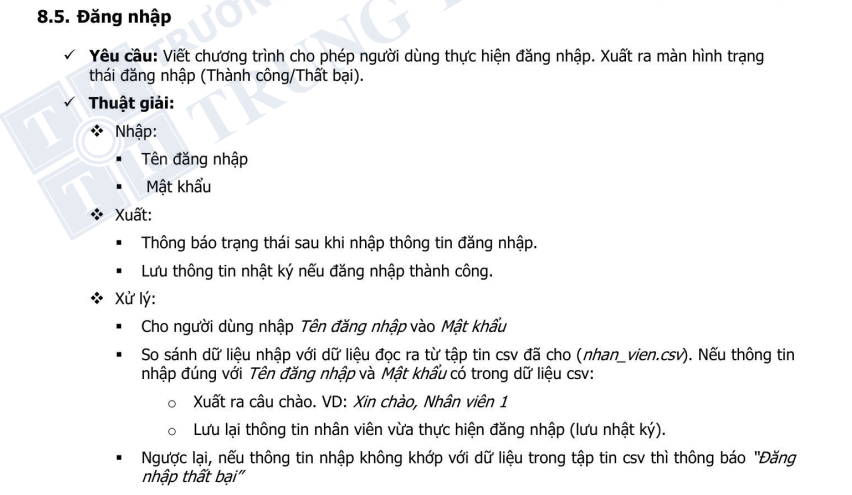 8.5. Đăng nhập
✓ Yêu cầu: Viết chương trình cho phép người dùng thực hiện đăng nhập. Xuất ra màn hình trạng
thái đăng nhập (Thành công/Thất bại).
✓ Thuật giải:
❖ Nhập:
▪ Tên đăng nhập
▪ Mật khẩu
❖ Xuất:
▪ Thông báo trạng thái sau khi nhập thông tin đăng nhập.
▪ Lưu thông tin nhật ký nếu đăng nhập thành công.
❖ Xử lý:
▪ Cho người dùng nhập Tên đăng nhập vào Mật khẩu
▪ So sánh dữ liệu nhập với dữ liệu đọc ra từ tập tin csv đã cho (nhan_vien.csv). Nếu thông tin
nhập đúng với Tên đăng nhập và Mật khẩu có trong dữ liệu csv:
o Xuất ra câu chào. VD: Xin chào, Nhân viên 1
o Lưu lại thông tin nhân viên vừa thực hiện đăng nhập (lưu nhật ký).
▪ Ngược lại, nếu thông tin nhập không khớp với dữ liệu trong tập tin csv thì thông báo “Đăng
nhập thất bại”
TRUNG
T H
T H